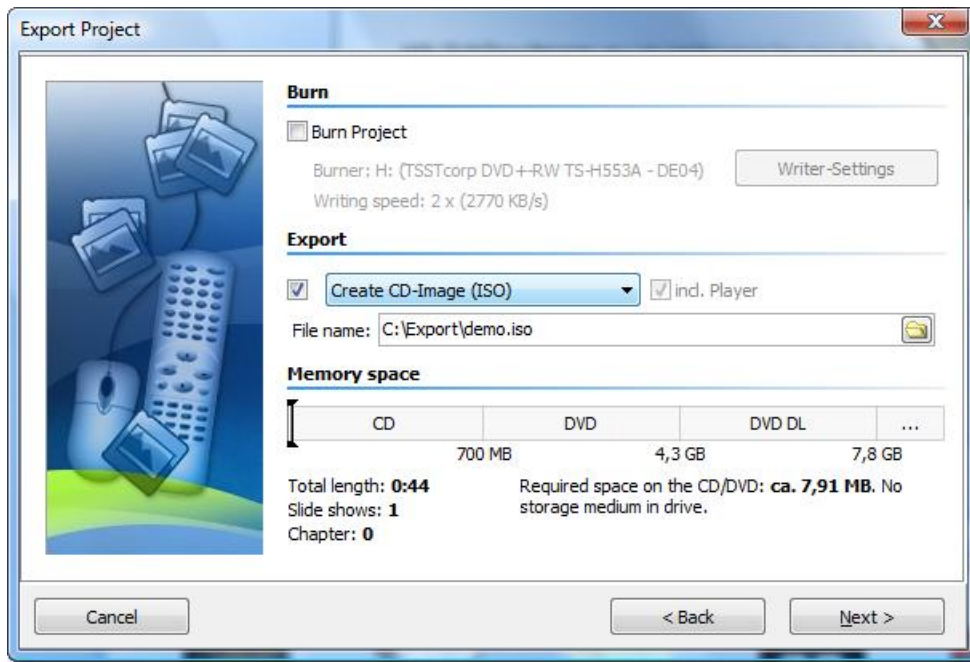 Export Project
Burn
Burn Project
Burner: H: (TSSTcorp DVD+-RW TS-H553A - DE04)
Writer-Settings
Writing speed: 2 x (2770 KB/s)
Export
Create CD-Image (ISO)
incl. Player
File name: C:\Export\demo.iso
Memory space
CD DVD DVD DL ...
700 MB 4,3 GB 7,8 GB
Total length: 0:44
Slide shows: 1
Chapter: 0
Required space on the CD/DVD: ca. 7,91 MB. No
storage medium in drive.
Cancel < Back Next >